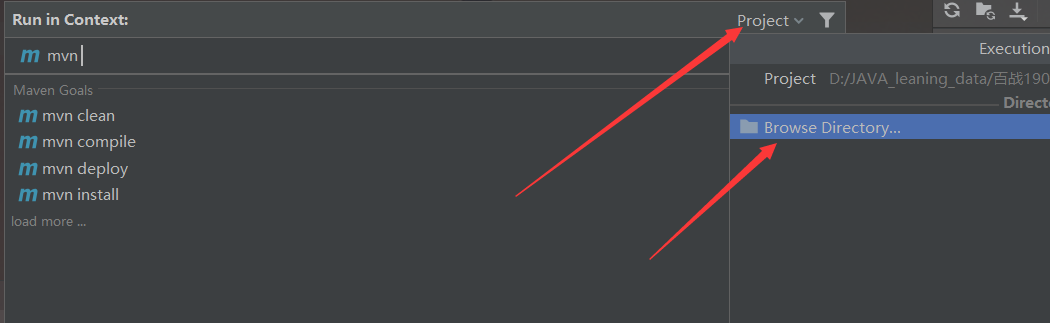 Run in Context:
Project
mvn
Execution
Maven Goals
Project D:/JAVA_leaning_data/百战190
Directo
mvn clean
Browse Directory...
mvn compile
mvn deploy
mvn install
load more ...